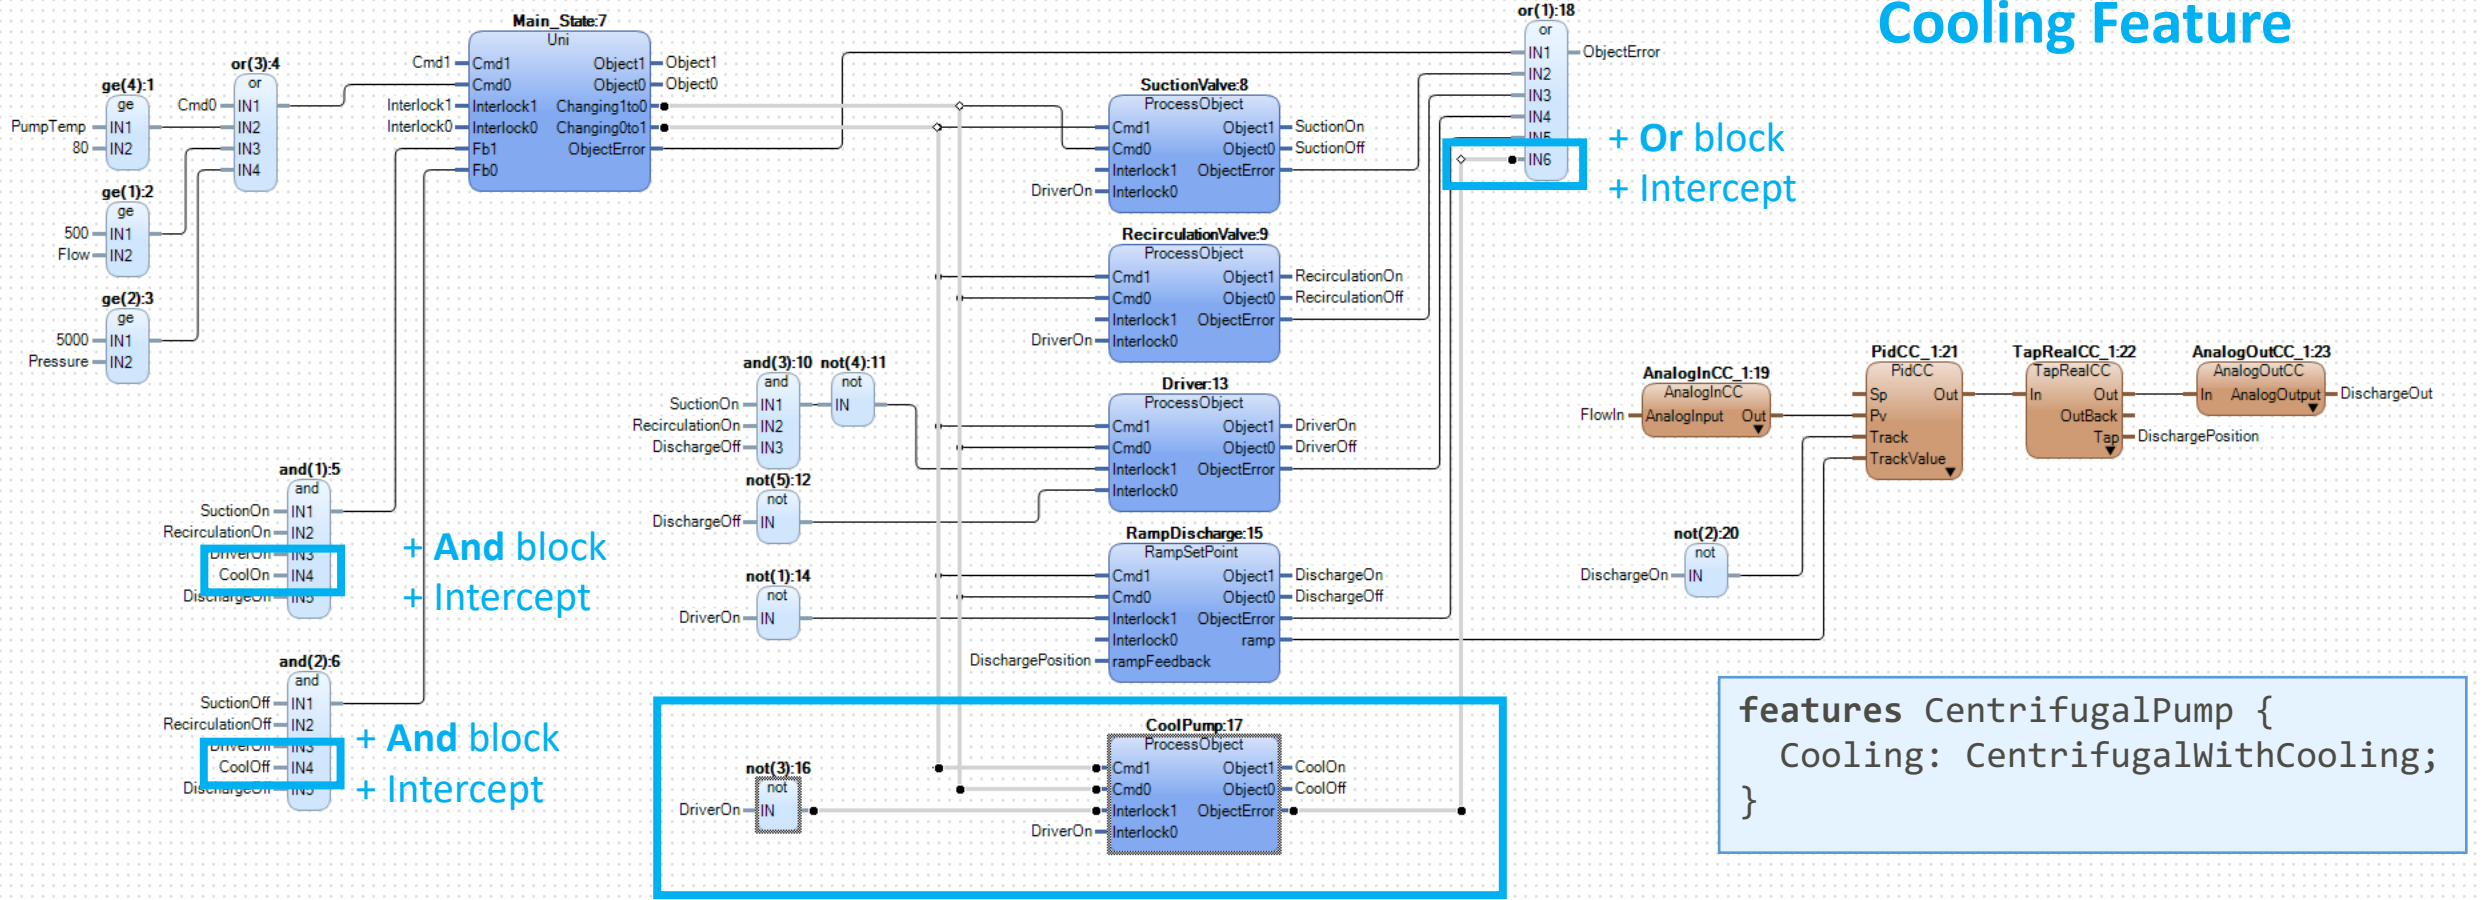 Cooling Feature
Main_State:7
Uni
Cmd1 Cmd1 Object1 Object1
Cmd0 Object0 Object0
Interlock1 Interlock1 Changing1to0
Interlock0 Interlock0 Changing0to1
Fb1 ObjectError
Fb0
or(3):4
or
Cmd0 IN1
IN2
IN3
IN4
ge(4):1
ge
PumpTemp IN1
80 IN2
ge(1):2
ge
500 IN1
Flow IN2
ge(2):3
ge
5000 IN1
Pressure IN2
and(1):5
and
SuctionOn IN1
RecirculationOn IN2
DriverOn IN3
CoolOn IN4
DischargeOn IN5
+ And block
+ Intercept
and(2):6
and
SuctionOff IN1
RecirculationOff IN2
DriverOff IN3
CoolOff IN4
DischargeOff IN5
+ And block
+ Intercept
SuctionValve:8
ProcessObject
Cmd1 Object1 SuctionOn
Cmd0 Object0 SuctionOff
Interlock1 ObjectError
DriverOn Interlock0
RecirculationValve:9
ProcessObject
Cmd1 Object1 RecirculationOn
Cmd0 Object0 RecirculationOff
Interlock1 ObjectError
DriverOn Interlock0
and(3):10 not(4):11
and not
SuctionOn IN1 IN
RecirculationOn IN2
DischargeOff IN3
not(5):12
not
DischargeOff IN
Driver:13
ProcessObject
Cmd1 Object1 DriverOn
Cmd0 Object0 DriverOff
Interlock1 ObjectError
Interlock0
not(1):14
not
DriverOn IN
RampDischarge:15
RampSetPoint
Cmd1 Object1 DischargeOn
Cmd0 Object0 DischargeOff
Interlock1 ObjectError
Interlock0 ramp
DischargePosition rampFeedback
not(3):16
not
DriverOn IN
CoolPump:17
ProcessObject
Cmd1 Object1 CoolOn
Cmd0 Object0 CoolOff
Interlock1 ObjectError
DriverOn Interlock0
or(1):18
or
IN1 ObjectError
IN2
IN3
IN4
IN5
IN6
+ Or block
+ Intercept
AnalogInCC_1:19
AnalogInCC
FlowIn AnalogInput Out
not(2):20
not
DischargeOn IN
PidCC_1:21
PidCC
Sp Out
Pv
Track
TrackValue
TapRealCC_1:22
TapRealCC
In Out
OutBack
Tap DischargePosition
AnalogOutCC_1:23
AnalogOutCC
In AnalogOutput DischargeOut
features CentrifugalPump {
Cooling: CentrifugalWithCooling;
}